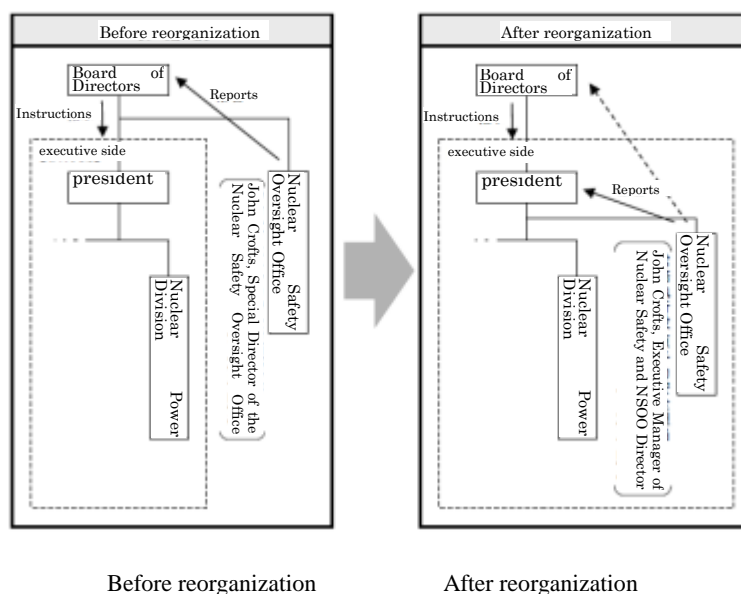 Before reorganization
Board of
Directors
Reports
Instructions
executive side
president
Nuclear Safety
Oversight Office
John Crofts, Special Director of the
Nuclear Safety Oversight Office
Nuclear Power
Division
After reorganization
Board of
Directors
Instructions
executive side
president
Reports
Nuclear Safety
Oversight Office
John Crofts, Executive Manager of
Nuclear Safety and NSOO Director
Nuclear Power
Division
Before reorganization
After reorganization